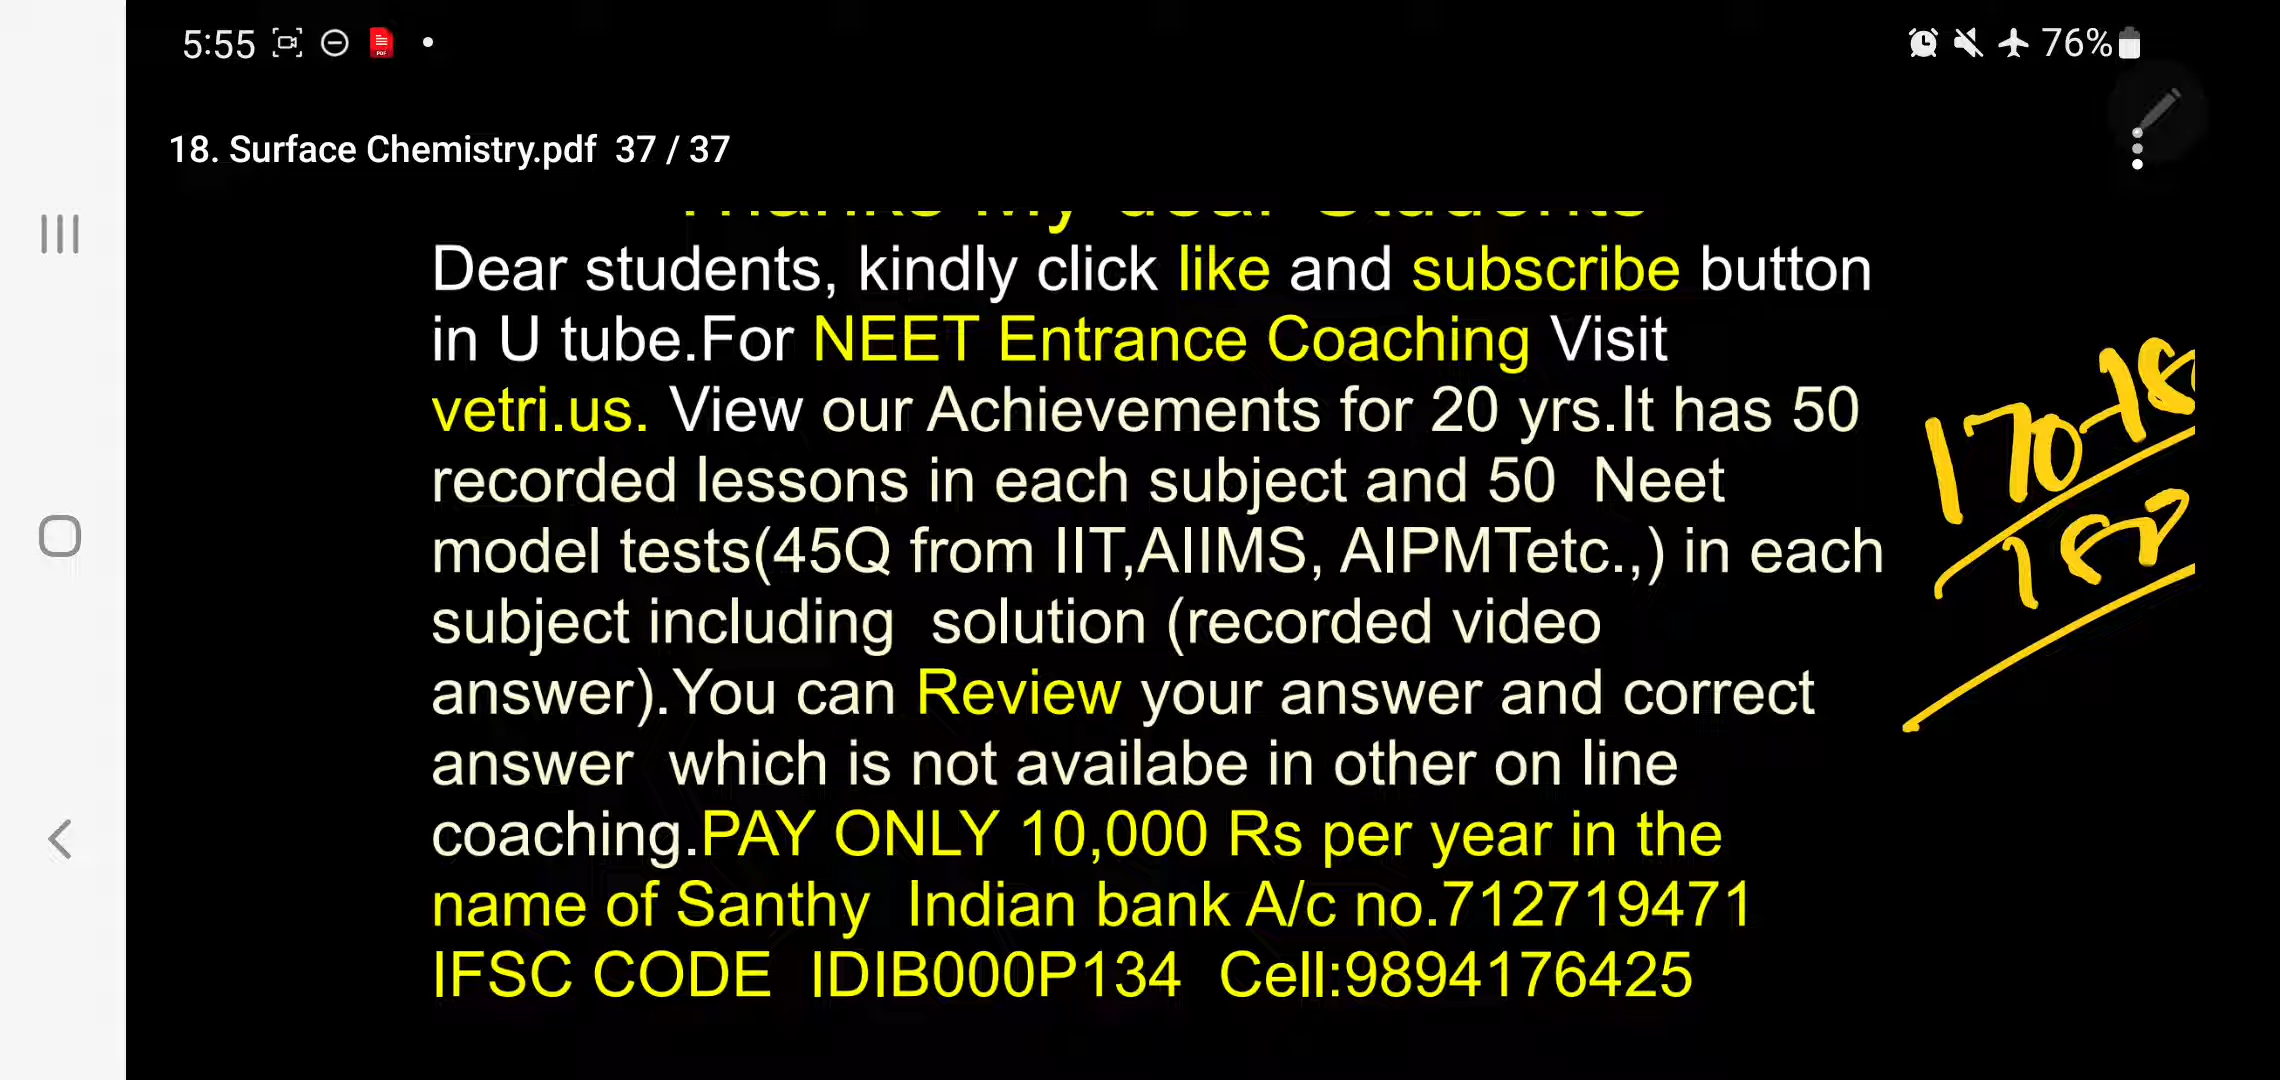 5:55
76%
18. Surface Chemistry.pdf 37 / 37
Thanks My dear Students
Dear students, kindly click like and subscribe button
in U tube.For NEET Entrance Coaching Visit
vetri.us. View our Achievements for 20 yrs.It has 50
recorded lessons in each subject and 50 Neet
model tests(45Q from IIT,AIIMS, AIPMTetc.,) in each
subject including solution (recorded video
answer).You can Review your answer and correct
answer which is not availabe in other on line
coaching.PAY ONLY 10,000 Rs per year in the
name of Santhy Indian bank A/c no.712719471
IFSC CODE IDIB000P134 Cell:9894176425